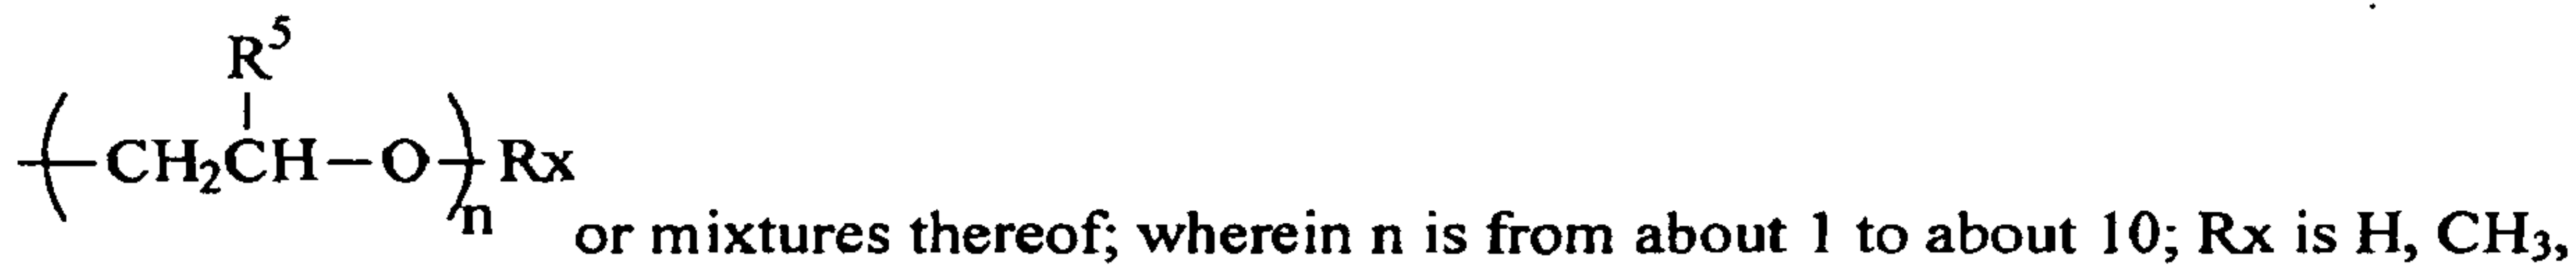 R⁵
(CH₂CH–O)ₙ Rx
or mixtures thereof; wherein n is from about 1 to about 10; Rx is H, CH₃,